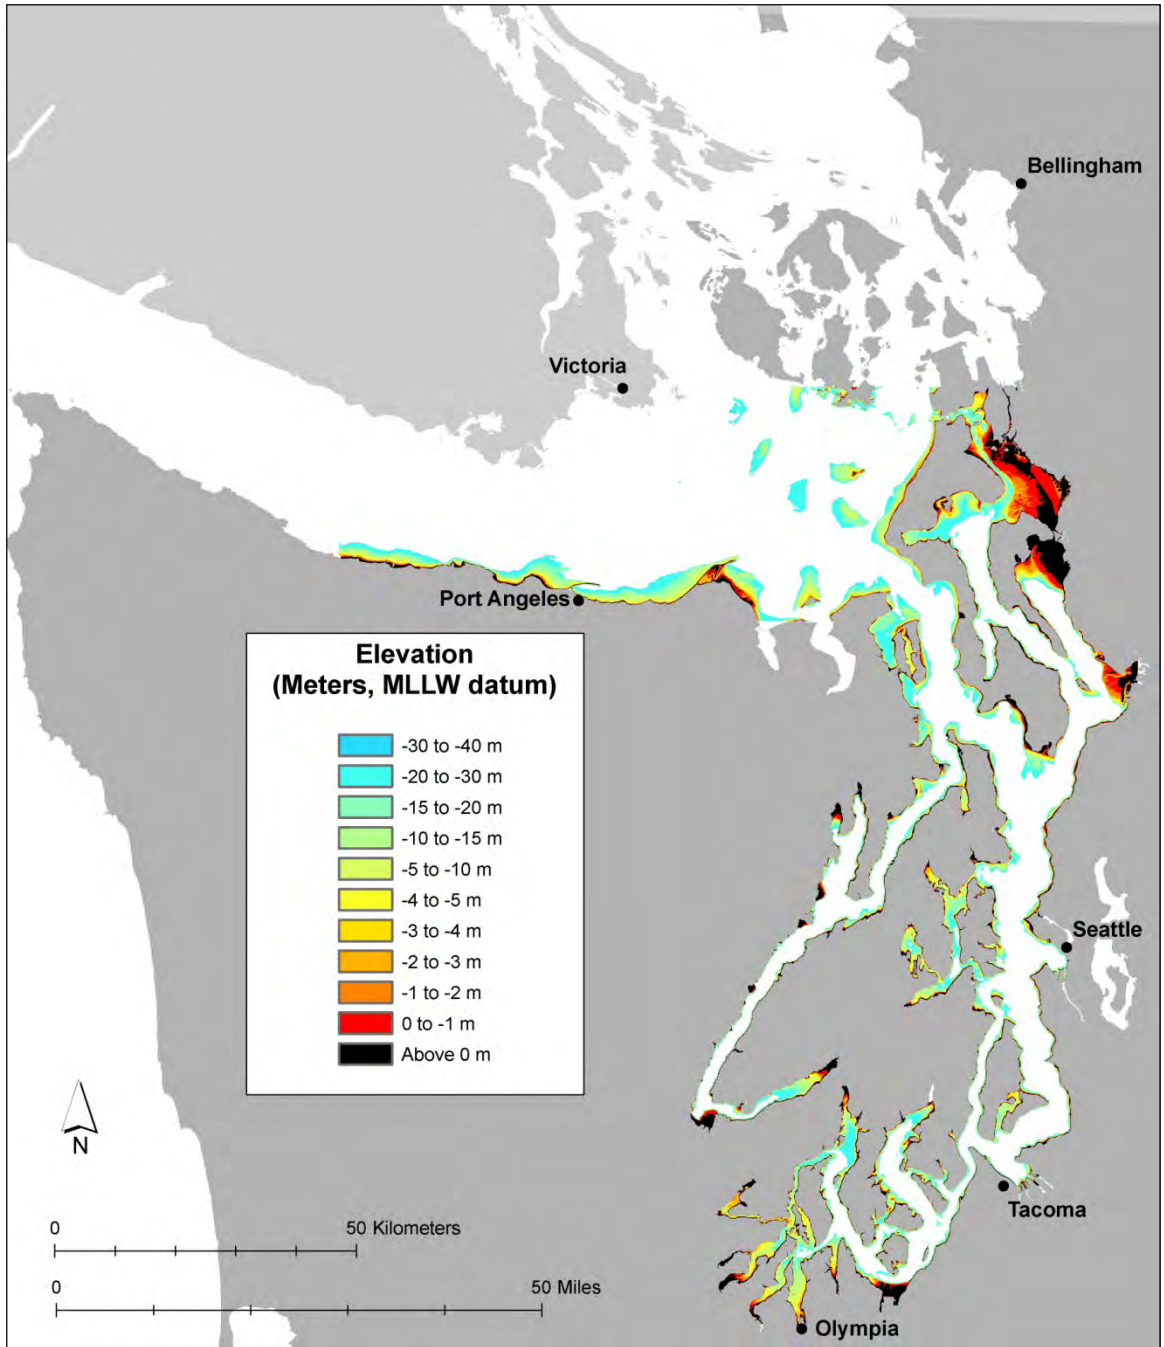 Bellingham
Victoria
Port Angeles
Elevation
(Meters, MLLW datum)
-30 to -40 m
-20 to -30 m
-15 to -20 m
-10 to -15 m
-5 to -10 m
-4 to -5 m
-3 to -4 m
-2 to -3 m
-1 to -2 m
0 to -1 m
Above 0 m
Seattle
N
Tacoma
0 50 Kilometers
0 50 Miles
Olympia